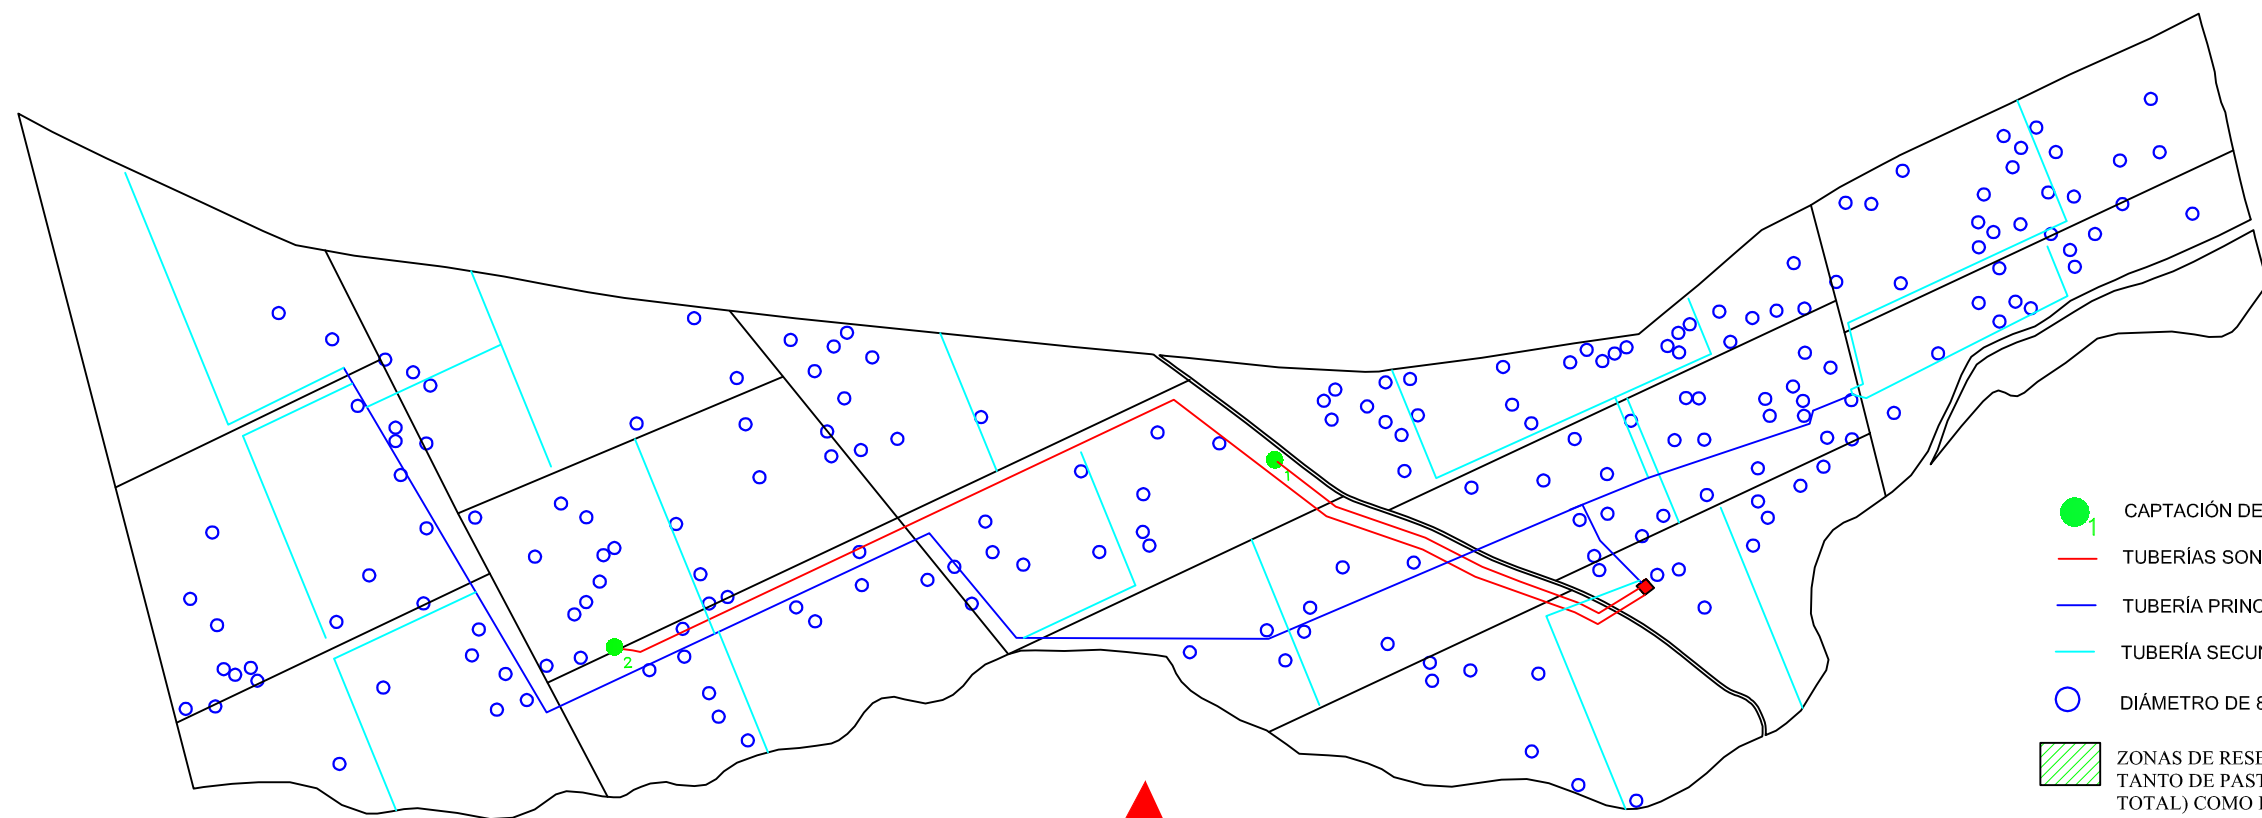 1
2
CAPTACIÓN DE
1
TUBERÍAS SON
TUBERÍA PRINC
TUBERÍA SECUN
DIÁMETRO DE 8
ZONAS DE RESE
TANTO DE PAST
TOTAL) COMO